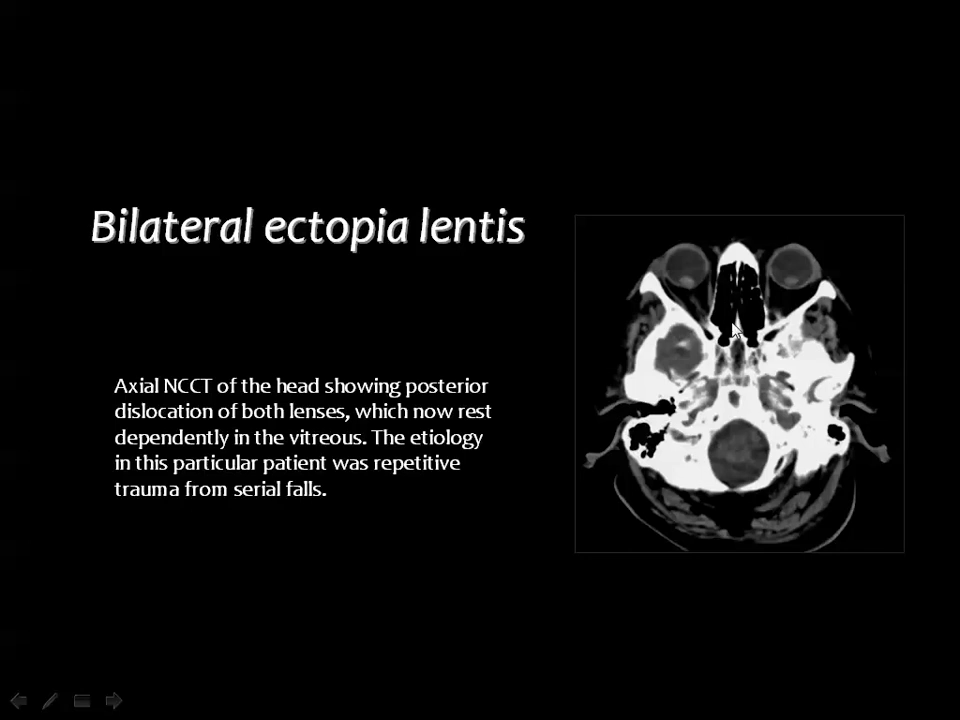 Bilateral ectopia lentis
Axial NCCT of the head showing posterior
dislocation of both lenses, which now rest
dependently in the vitreous. The etiology
in this particular patient was repetitive
trauma from serial falls.